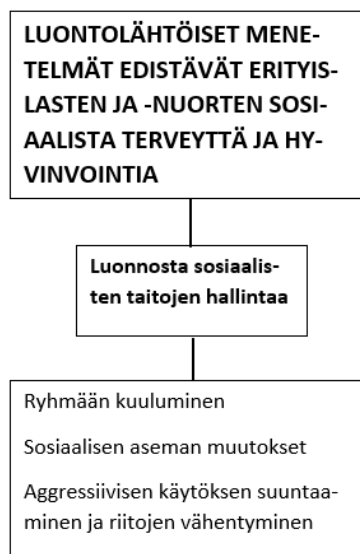 LUONTOLÄHTÖISET MENE-
TELMÄT EDISTÄVÄT ERITYIS-
LASTEN JA -NUORTEN SOSI-
AALISTA TERVEYTTÄ JA HY-
VINVOINTIA
Luonnosta sosiaalis-
ten taitojen hallintaa
Ryhmään kuuluminen
Sosiaalisen aseman muutokset
Aggressiivisen käytöksen suuntaa-
minen ja riitojen vähentyminen